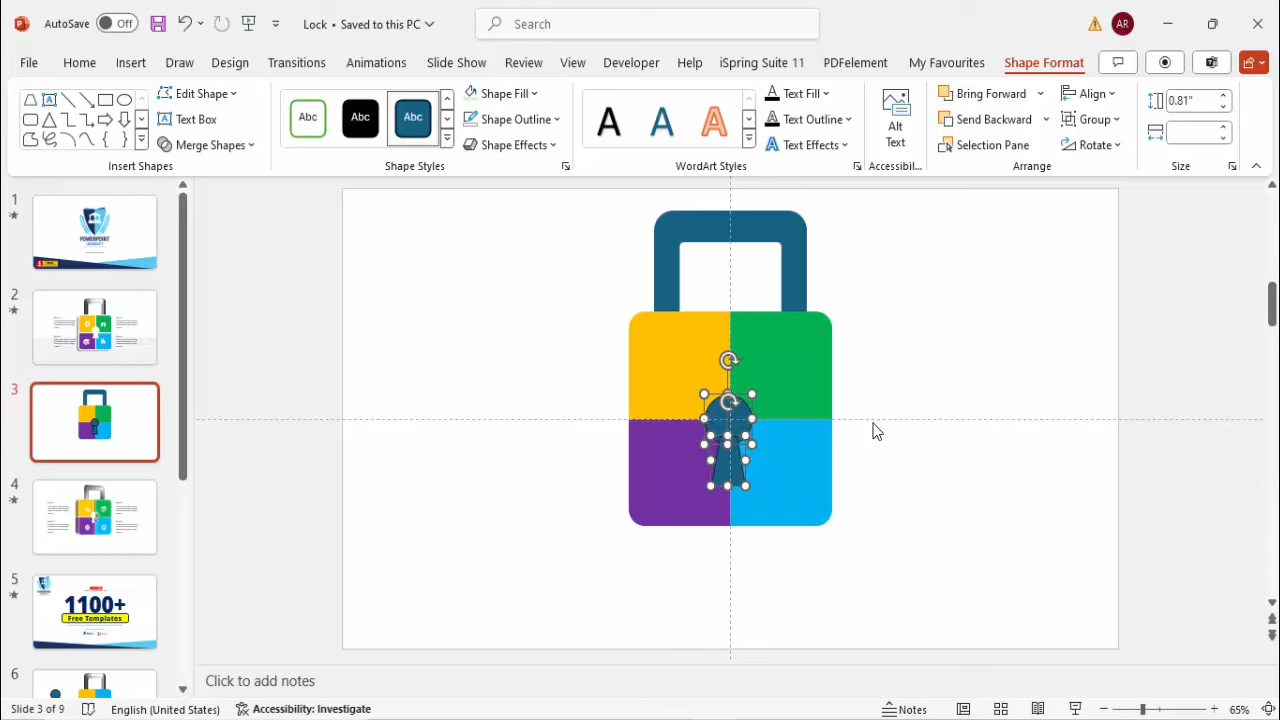 AutoSave Off
Lock • Saved to this PC
Search
AR
File Home Insert Draw Design Transitions Animations Slide Show Review View Developer Help iSpring Suite 11 PDFelement My Favourites Shape Format
Edit Shape
Text Box
Merge Shapes
Insert Shapes
Abc Abc Abc
Shape Fill
Shape Outline
Shape Effects
Shape Styles
A A A
Text Fill
Text Outline
Text Effects
WordArt Styles
Alt
Text
Accessibil...
Bring Forward
Send Backward
Selection Pane
Align
Group
Rotate
Arrange
0.81"
Size
1
POWERPOINT
UNIVERSITY
2
3
4
5
1100+
Free Templates
6
Click to add notes
Slide 3 of 9
English (United States)
Accessibility: Investigate
Notes
65%